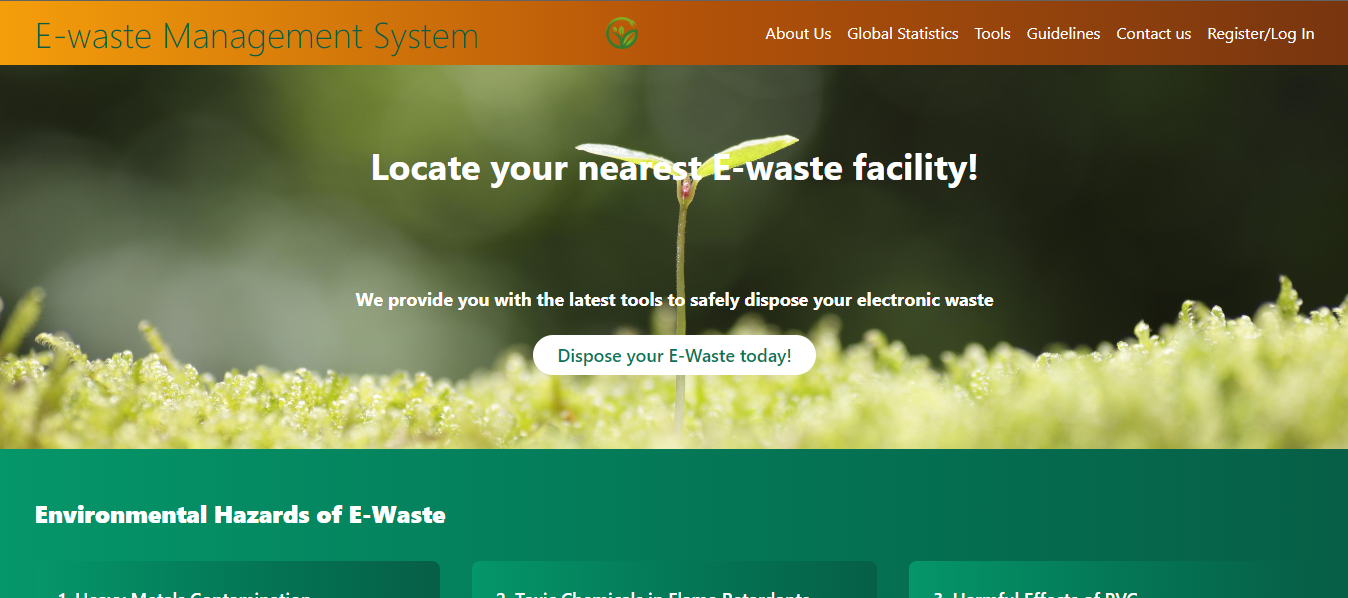 E-waste Management System
About Us Global Statistics Tools Guidelines Contact us Register/Log In
Locate your nearest E-waste facility!
We provide you with the latest tools to safely dispose your electronic waste
Dispose your E-Waste today!
Environmental Hazards of E-Waste
1. Heavy Metals Contamination
2. Toxic Chemicals in Flame Retardants
3. Harmful Effects of PVC